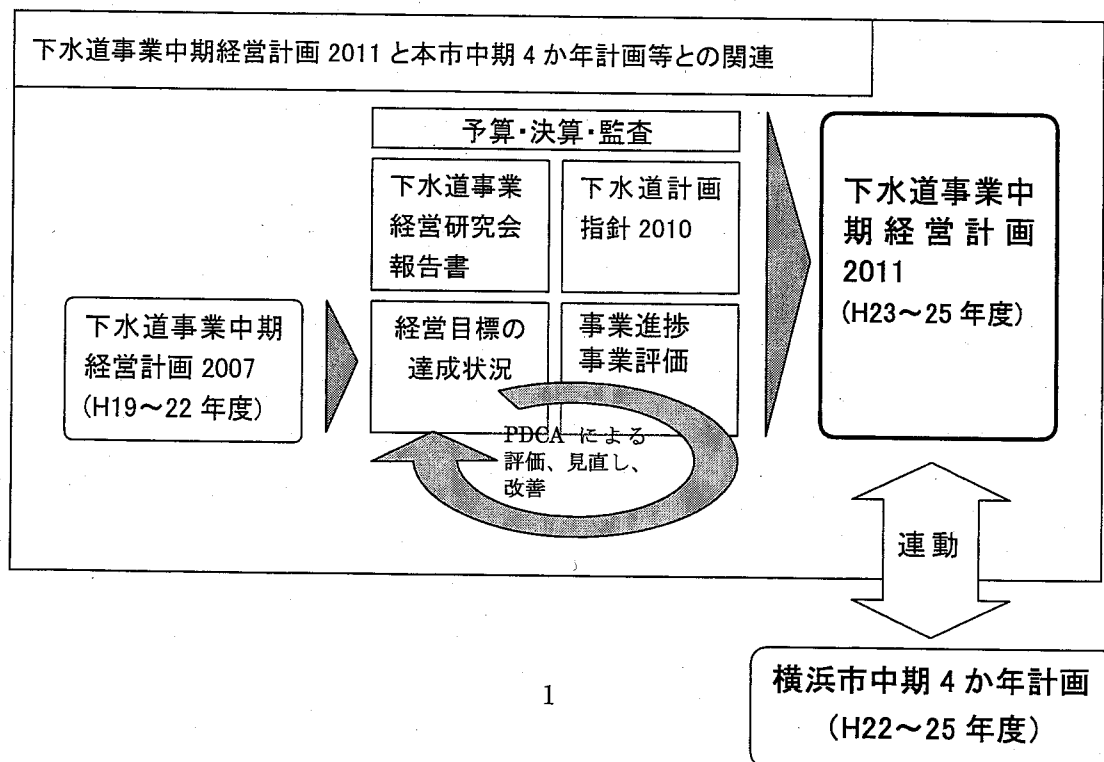 下水道事業中期経営計画 2011 と本市中期 4 か年計画等との関連
予算・決算・監査
下水道事業
経営研究会
報告書
下水道計画
指針 2010
下水道事業中期
経営計画 2007
(H19～22 年度)
経営目標の
達成状況
事業進捗
事業評価
PDCA による
評価、見直し、
改善
下水道事業中
期経営計画
2011
(H23～25 年度)
連動
横浜市中期 4 か年計画
(H22～25 年度)
1